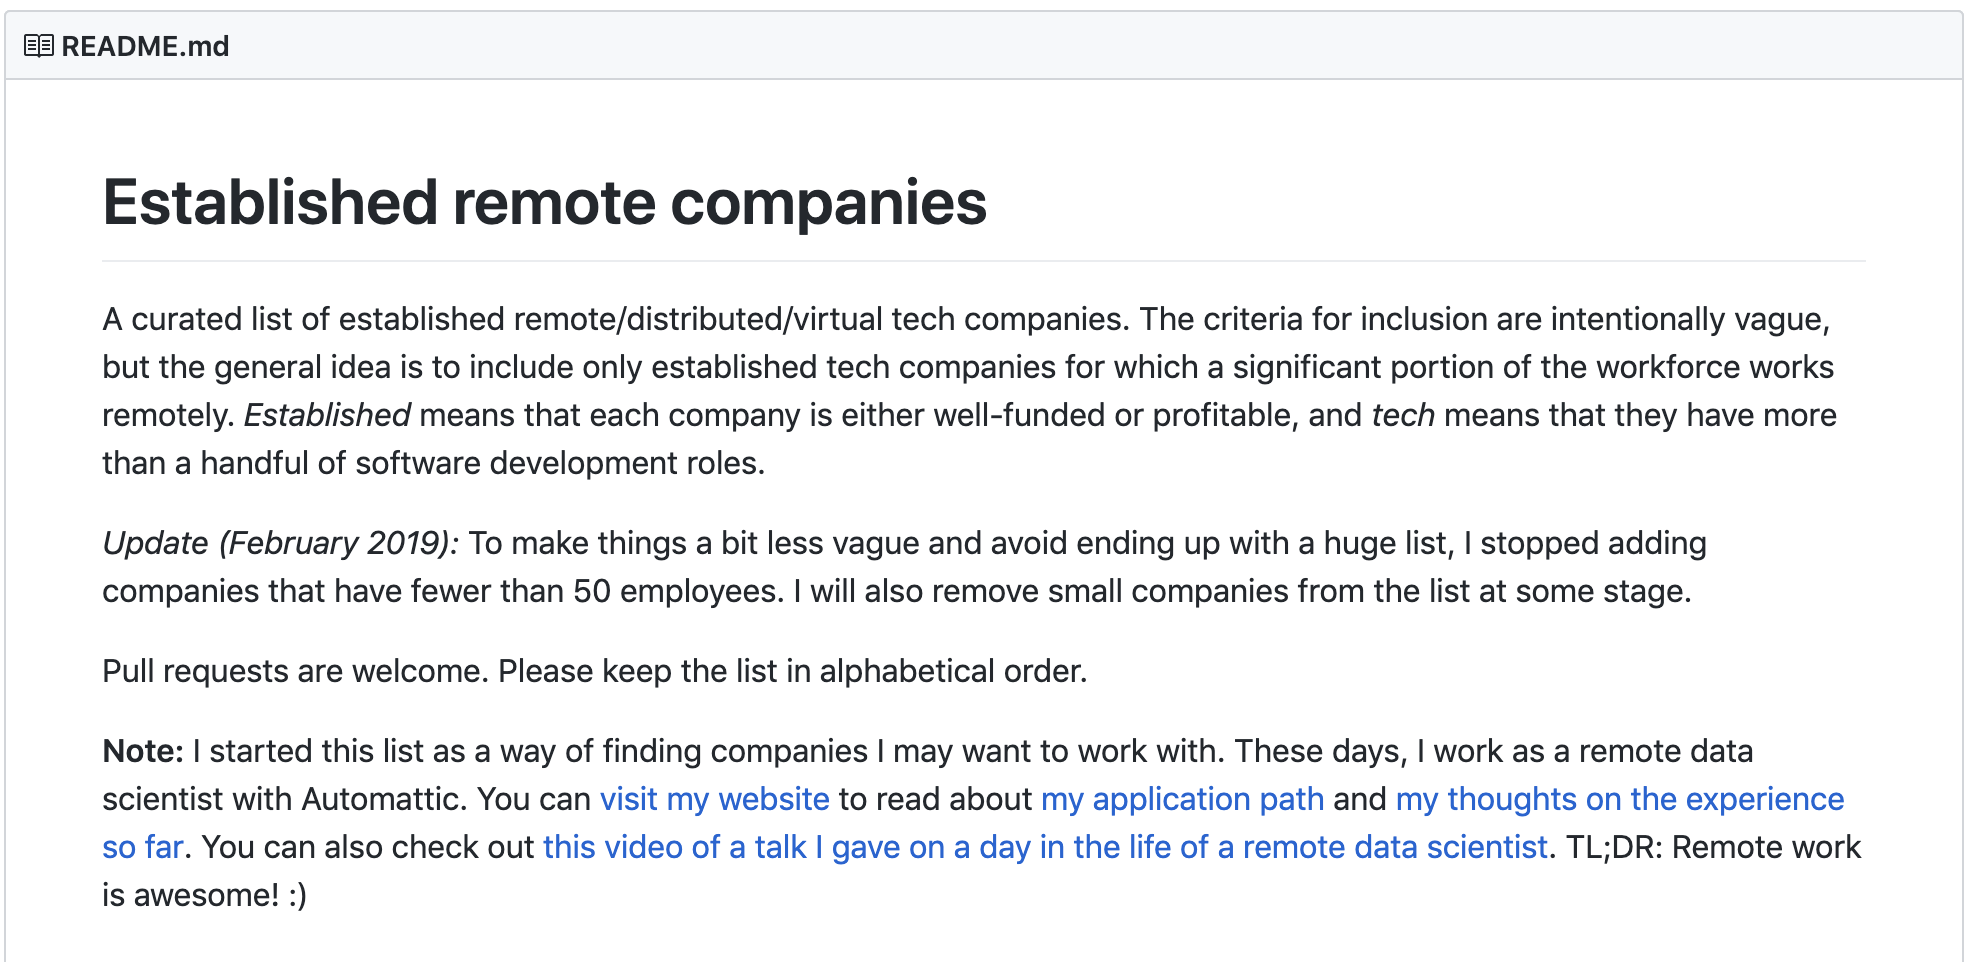 README.md
Established remote companies
A curated list of established remote/distributed/virtual tech companies. The criteria for inclusion are intentionally vague,
but the general idea is to include only established tech companies for which a significant portion of the workforce works
remotely. Established means that each company is either well-funded or profitable, and tech means that they have more
than a handful of software development roles.
Update (February 2019): To make things a bit less vague and avoid ending up with a huge list, I stopped adding
companies that have fewer than 50 employees. I will also remove small companies from the list at some stage.
Pull requests are welcome. Please keep the list in alphabetical order.
Note: I started this list as a way of finding companies I may want to work with. These days, I work as a remote data
scientist with Automattic. You can visit my website to read about my application path and my thoughts on the experience
so far. You can also check out this video of a talk I gave on a day in the life of a remote data scientist. TL;DR: Remote work
is awesome! :)